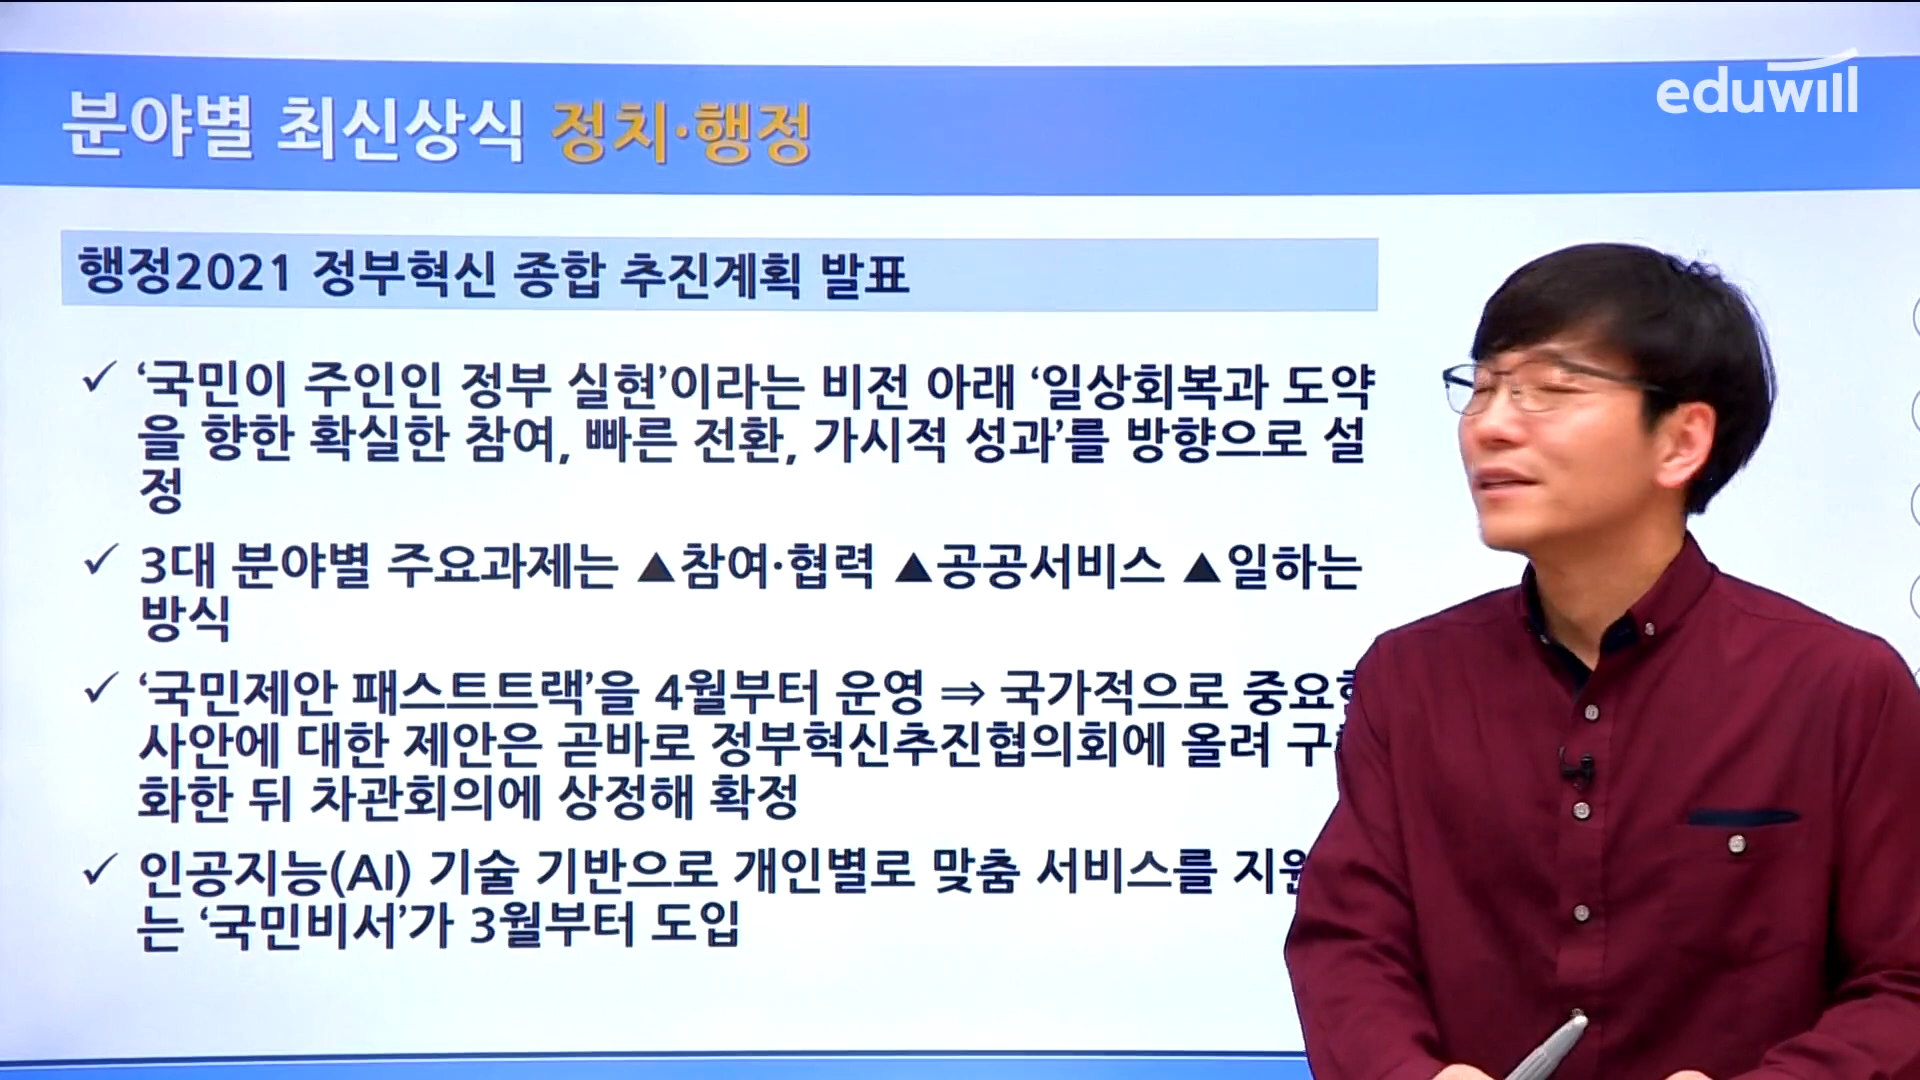 분야별 최신상식 정치·행정
eduwill
행정2021 정부혁신 종합 추진계획 발표
✓ ‘국민이 주인인 정부 실현’이라는 비전 아래 ‘일상회복과 도약
을 향한 확실한 참여, 빠른 전환, 가시적 성과’를 방향으로 설
정
✓ 3대 분야별 주요과제는 ▲참여·협력 ▲공공서비스 ▲일하는
방식
✓ ‘국민제안 패스트트랙’을 4월부터 운영 ⇒ 국가적으로
사안에 대한 제안은 곧바로 정부혁신추진협의회에 올려
화한 뒤 차관회의에 상정해 확정
✓ 인공지능(AI) 기술 기반으로 개인별로 맞춤 서비스를
는 ‘국민비서’가 3월부터 도입